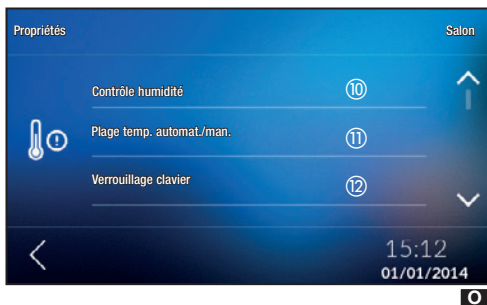 Propriétés Salon
Contrôle humidité ⑩
Plage temp. automat./man. ⑪
Verrouillage clavier ⑫
15:12
01/01/2014
O